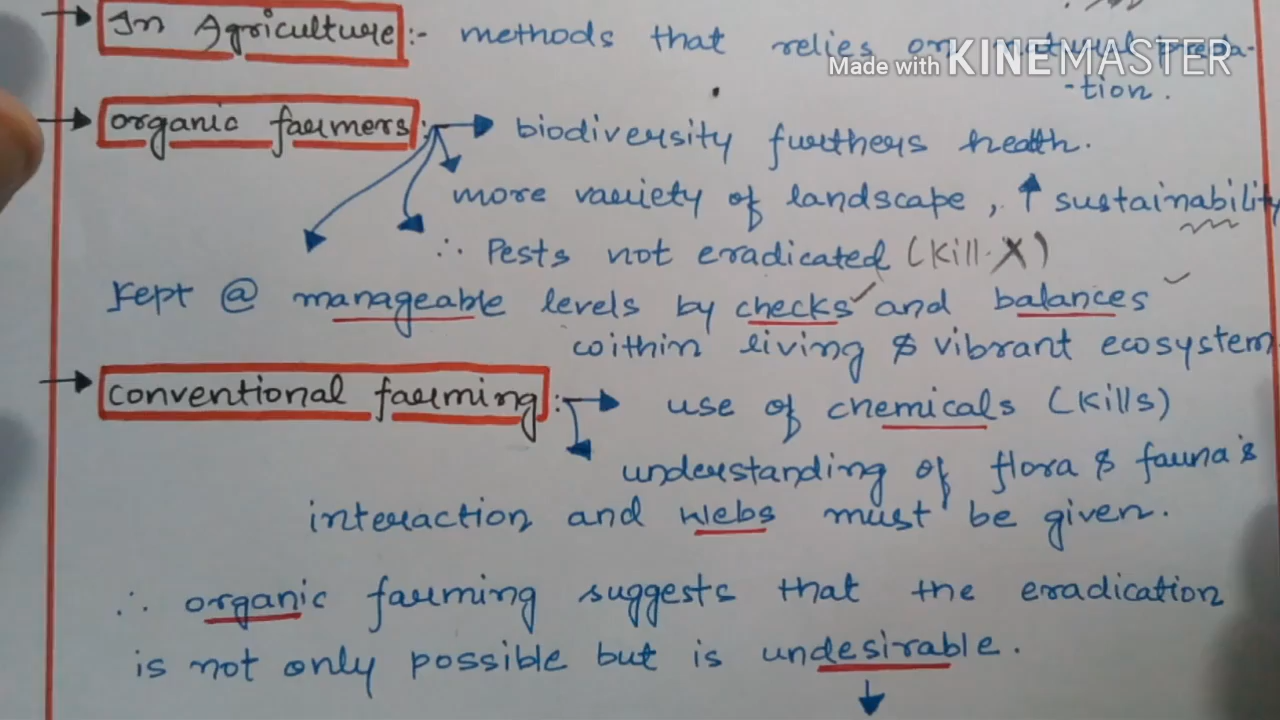 → In Agriculture :- methods that relies on natural preda-
-tion.
Made with KINEMASTER
→ organic farmers :→ biodiversity furthers health.
more variety of landscape, ↑ sustainability
∴ Pests not eradicated (Kill X)
Kept @ manageable levels by checks✓ and balances ✓
within living & vibrant ecosystem
→ conventional farming :→ use of chemicals (Kills)
understanding of flora & fauna's
interaction and webs must be given.
∴ organic farming suggests that the eradication
is not only possible but is undesirable.
↓